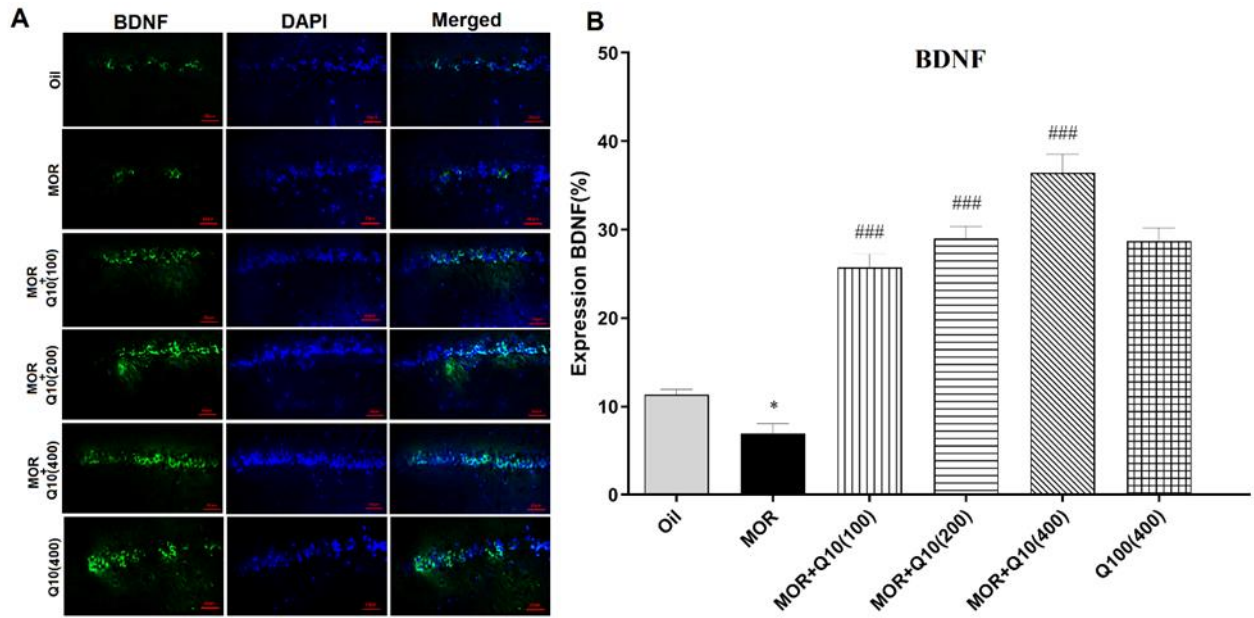 A
BDNF DAPI Merged
Oil
MOR
MOR
+
Q10(100)
MOR
+
Q10(200)
MOR
+
Q10(400)
Q10(400)
B
BDNF
Expression BDNF(%)
50
40
30
20
10
0
*
###
###
###
Oil
MOR
MOR+Q10(100)
MOR+Q10(200)
MOR+Q10(400)
Q100(400)